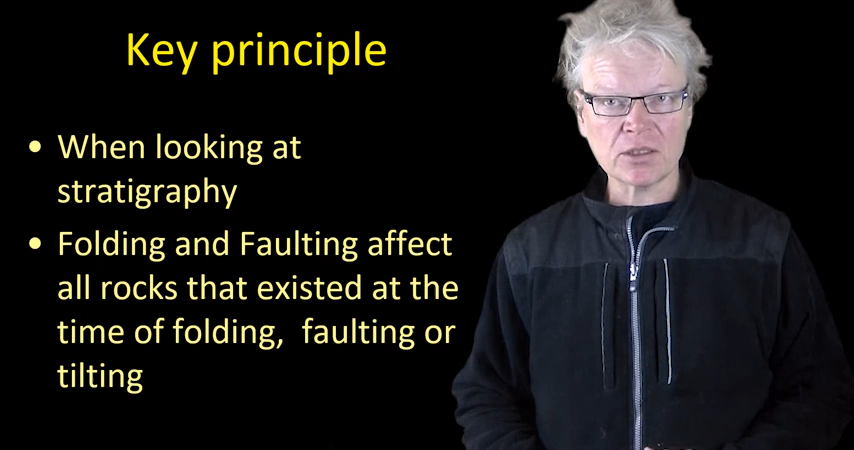 Key principle
• When looking at
stratigraphy
• Folding and Faulting affect
all rocks that existed at the
time of folding,  faulting or
tilting